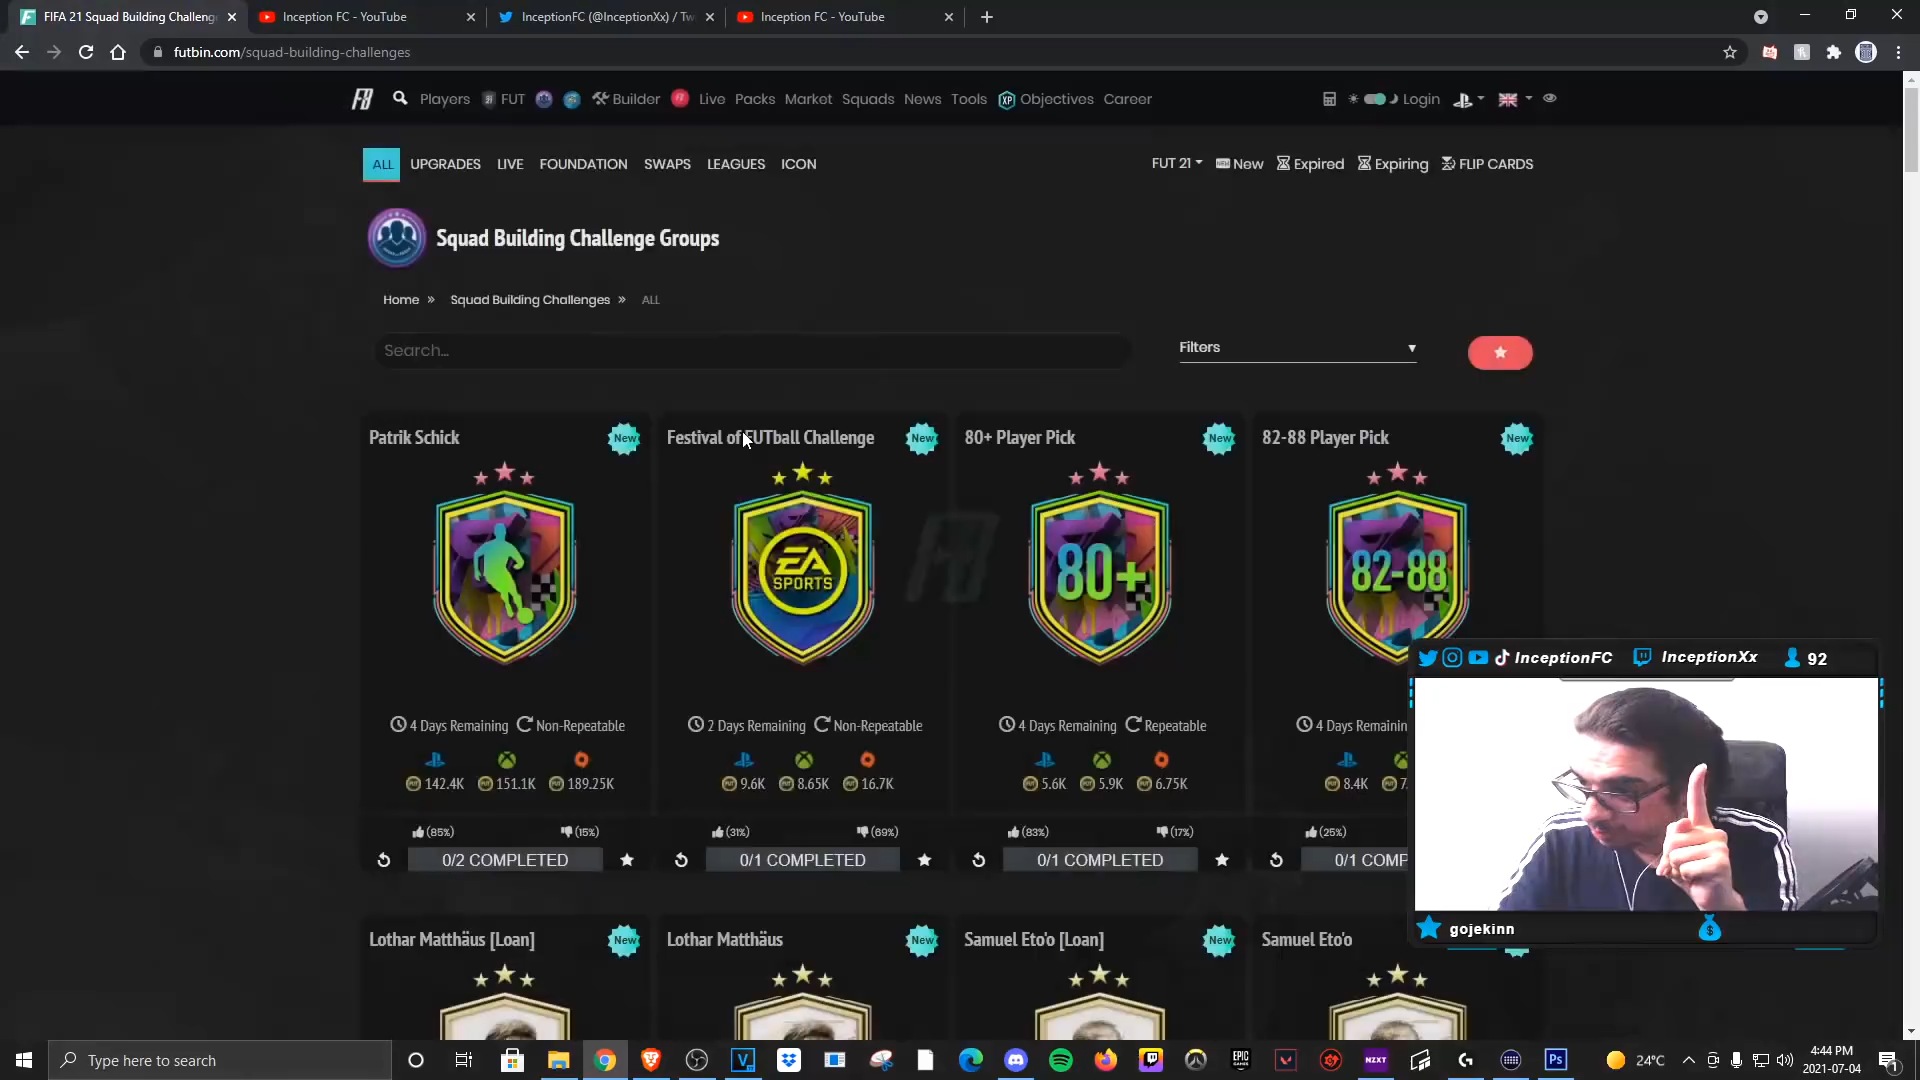 FIFA 21 Squad Building Challeng
Inception FC - YouTube
InceptionFC (@InceptionXx) / Tw
Inception FC - YouTube
futbin.com/squad-building-challenges
Players FUT Builder Live Packs Market Squads News Tools Objectives Career
Login
ALL UPGRADES LIVE FOUNDATION SWAPS LEAGUES ICON
FUT 21 New Expired Expiring FLIP CARDS
Squad Building Challenge Groups
Home » Squad Building Challenges » ALL
Search...
Filters
Patrik Schick New
Festival of FUTball Challenge New
80+ Player Pick New
82-88 Player Pick New
EA SPORTS
80+
82-88
4 Days Remaining Non-Repeatable
2 Days Remaining Non-Repeatable
4 Days Remaining Repeatable
4 Days Remainin
142.4K 151.1K 189.25K
9.6K 8.65K 16.7K
5.6K 5.9K 6.75K
8.4K 7.
(85%) (15%)
(31%) (69%)
(83%) (17%)
(25%)
0/2 COMPLETED
0/1 COMPLETED
0/1 COMPLETED
0/1 COMP
InceptionFC InceptionXx 92
gojekinn
Lothar Matthäus [Loan] New
Lothar Matthäus New
Samuel Eto'o [Loan] New
Samuel Eto'o
Type here to search
24°C
4:44 PM
2021-07-04